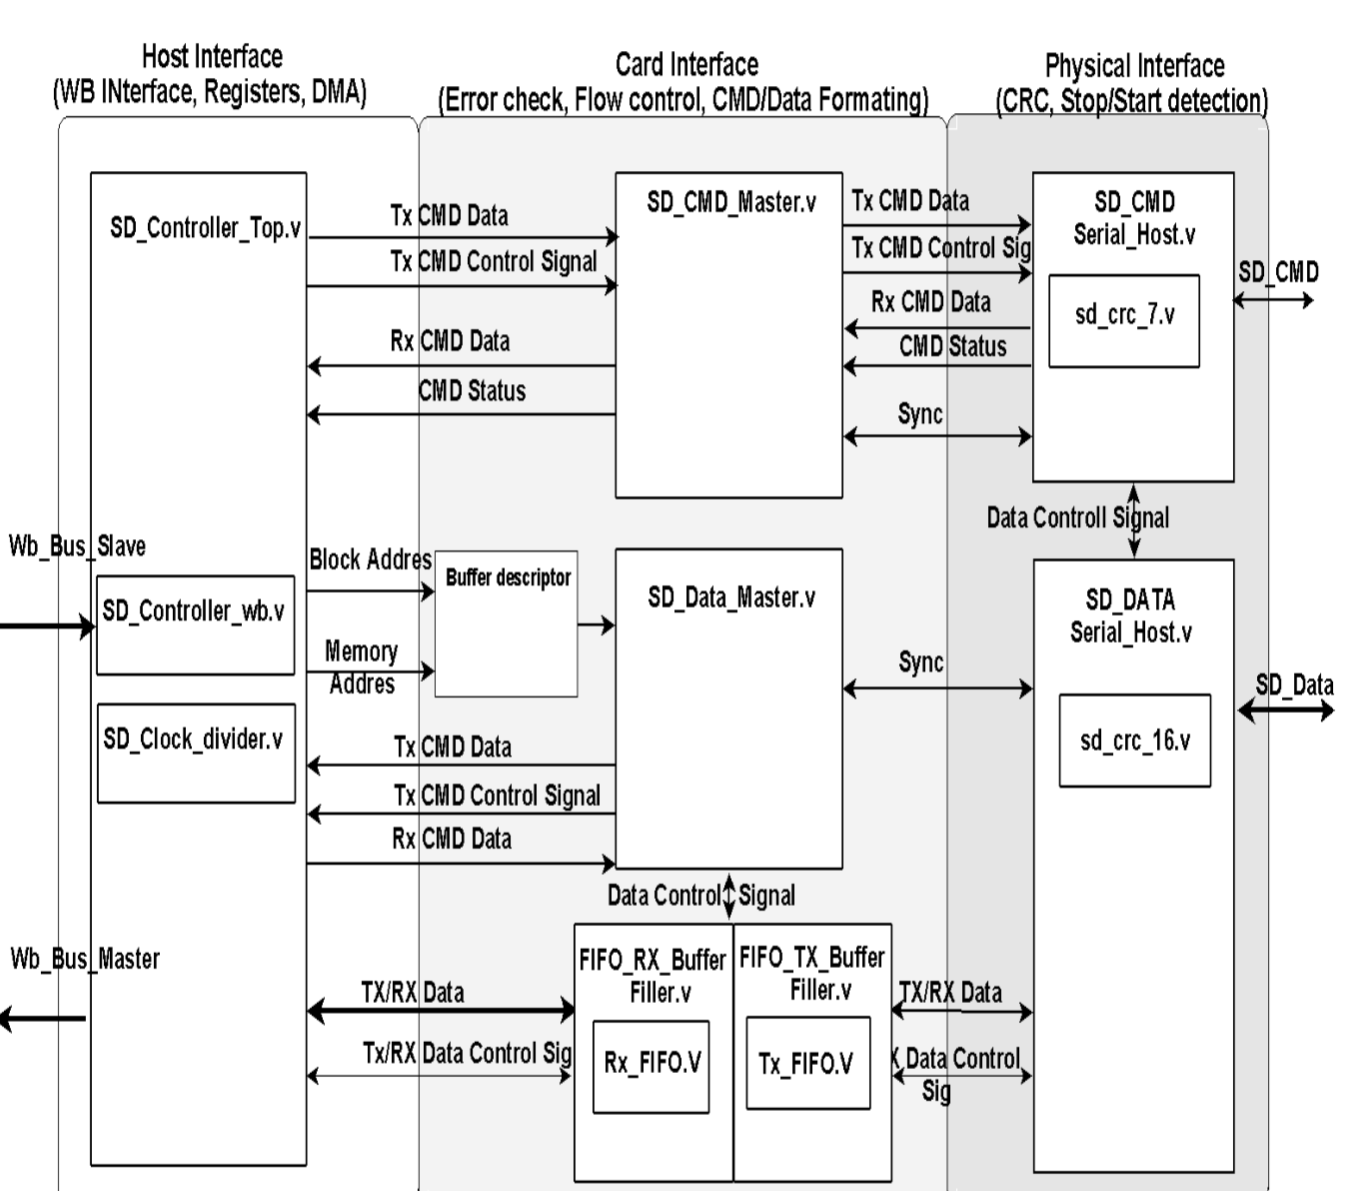 Host Interface
(WB INterface, Registers, DMA)
Card Interface
(Error check, Flow control, CMD/Data Formating)
Physical Interface
(CRC, Stop/Start detection)
SD_Controller_Top.v
Tx CMD Data
Tx CMD Control Signal
Rx CMD Data
CMD Status
SD_CMD_Master.v
Tx CMD Data
Tx CMD Control Sig
Rx CMD Data
CMD Status
Sync
SD_CMD
Serial_Host.v
sd_crc_7.v
SD_CMD
Data Controll Signal
Wb_Bus_Slave
SD_Controller_wb.v
SD_Clock_divider.v
Block Addres
Memory
Addres
Buffer descriptor
SD_Data_Master.v
Sync
SD_DATA
Serial_Host.v
sd_crc_16.v
SD_Data
Tx CMD Data
Tx CMD Control Signal
Rx CMD Data
Data Control Signal
Wb_Bus_Master
TX/RX Data
Tx/RX Data Control Sig
FIFO_RX_Buffer
Filler.v
Rx_FIFO.V
FIFO_TX_Buffer
Filler.v
Tx_FIFO.V
TX/RX Data
X Data Control
Sig